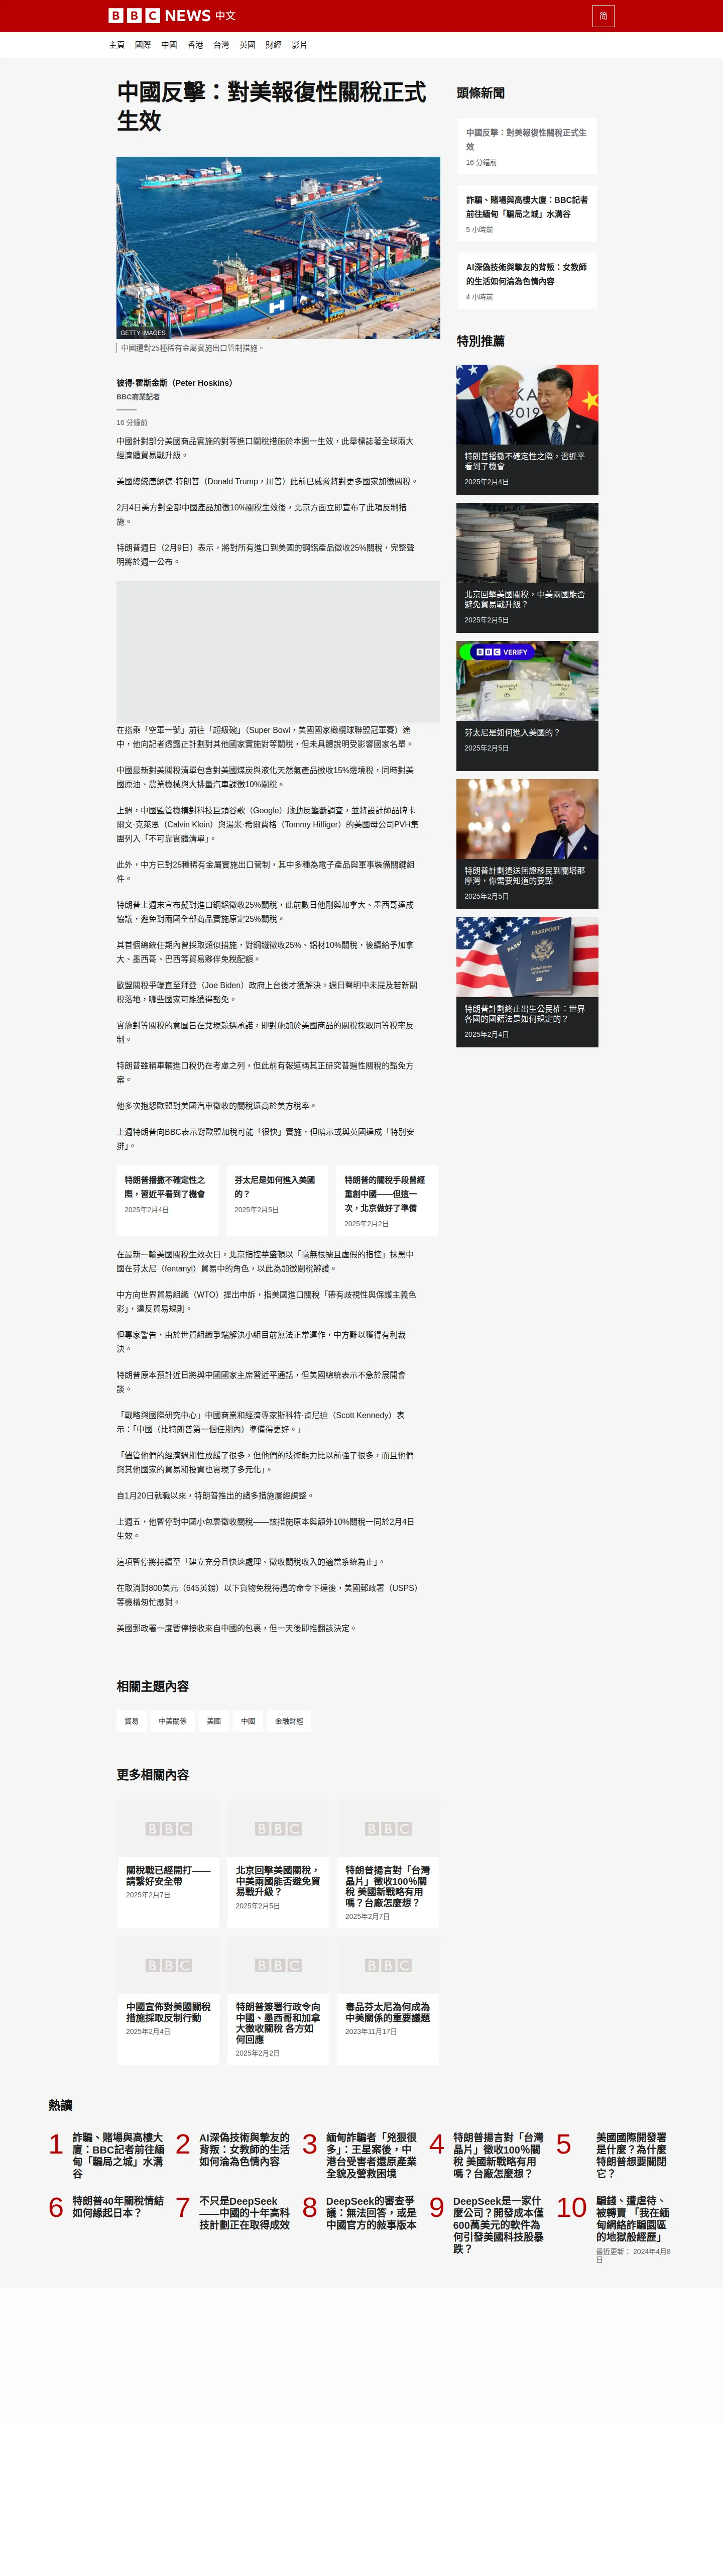 BBC NEWS 中文
简
主頁 國際 中國 香港 台灣 英國 財經 影片
中國反擊：對美報復性關稅正式
生效
GETTY IMAGES
中國還對25種稀有金屬實施出口管制措施。
彼得·霍斯金斯（Peter Hoskins）
BBC商業記者
16 分鐘前
中國針對部分美國商品實施的對等進口關稅措施於本週一生效，此舉標誌著全球兩大
經濟體貿易戰升級。
美國總統唐納德·特朗普（Donald Trump，川普）此前已威脅將對更多國家加徵關稅。
2月4日美方對全部中國產品加徵10%關稅生效後，北京方面立即宣布了此項反制措
施。
特朗普週日（2月9日）表示，將對所有進口到美國的鋼鋁產品徵收25%關稅，完整聲
明將於週一公布。
在搭乘「空軍一號」前往「超級碗」（Super Bowl，美國國家橄欖球聯盟冠軍賽）途
中，他向記者透露正計劃對其他國家實施對等關稅，但未具體說明受影響國家名單。
中國最新對美關稅清單包含對美國煤炭與液化天然氣產品徵收15%邊境稅，同時對美
國原油、農業機械與大排量汽車課徵10%關稅。
上週，中國監管機構對科技巨頭谷歌（Google）啟動反壟斷調查，並將設計師品牌卡
爾文·克萊恩（Calvin Klein）與湯米·希爾費格（Tommy Hilfiger）的美國母公司PVH集
團列入「不可靠實體清單」。
此外，中方已對25種稀有金屬實施出口管制，其中多種為電子產品與軍事裝備關鍵組
件。
特朗普上週末宣布擬對進口鋼鋁徵收25%關稅，此前數日他剛與加拿大、墨西哥達成
協議，避免對兩國全部商品實施原定25%關稅。
其首個總統任期內曾採取類似措施，對鋼鐵徵收25%、鋁材10%關稅，後續給予加拿
大、墨西哥、巴西等貿易夥伴免稅配額。
歐盟關稅爭端直至拜登（Joe Biden）政府上台後才獲解決。週日聲明中未提及若新關
稅落地，哪些國家可能獲得豁免。
實施對等關稅的意圖旨在兌現競選承諾，即對施加於美國商品的關稅採取同等稅率反
制。
特朗普雖稱車輛進口稅仍在考慮之列，但此前有報道稱其正研究普遍性關稅的豁免方
案。
他多次抱怨歐盟對美國汽車徵收的關稅遠高於美方稅率。
上週特朗普向BBC表示對歐盟加稅可能「很快」實施，但暗示或與英國達成「特別安
排」。
特朗普播撒不確定性之
際，習近平看到了機會
2025年2月4日
芬太尼是如何進入美國
的？
2025年2月5日
特朗普的關稅手段曾經
重創中國——但這一
次，北京做好了準備
2025年2月2日
在最新一輪美國關稅生效次日，北京指控華盛頓以「毫無根據且虛假的指控」抹黑中
國在芬太尼（fentanyl）貿易中的角色，以此為加徵關稅辯護。
中方向世界貿易組織（WTO）提出申訴，指美國進口關稅「帶有歧視性與保護主義色
彩」，違反貿易規則。
但專家警告，由於世貿組織爭端解決小組目前無法正常運作，中方難以獲得有利裁
決。
特朗普原本預計近日將與中國國家主席習近平通話，但美國總統表示不急於展開會
談。
「戰略與國際研究中心」中國商業和經濟專家斯科特·肯尼迪（Scott Kennedy）表
示：「中國（比特朗普第一個任期內）準備得更好。」
「儘管他們的經濟週期性放緩了很多，但他們的技術能力比以前強了很多，而且他們
與其他國家的貿易和投資也實現了多元化」。
自1月20日就職以來，特朗普推出的諸多措施屢經調整。
上週五，他暫停對中國小包裹徵收關稅——該措施原本與額外10%關稅一同於2月4日
生效。
這項暫停將持續至「建立充分且快速處理、徵收關稅收入的適當系統為止」。
在取消對800美元（645英鎊）以下貨物免稅待遇的命令下達後，美國郵政署（USPS）
等機構匆忙應對。
美國郵政署一度暫停接收來自中國的包裹，但一天後即推翻該決定。
相關主題內容
貿易 中美關係 美國 中國 金融財經
更多相關內容
關稅戰已經開打——
請繫好安全帶
2025年2月7日
北京回擊美國關稅，
中美兩國能否避免貿
易戰升級？
2025年2月5日
特朗普揚言對「台灣
晶片」徵收100％關
稅 美國新戰略有用
嗎？台廠怎麼想？
2025年2月7日
中國宣佈對美國關稅
措施採取反制行動
2025年2月4日
特朗普簽署行政令向
中國、墨西哥和加拿
大徵收關稅 各方如
何回應
2025年2月2日
毒品芬太尼為何成為
中美關係的重要議題
2023年11月17日
頭條新聞
中國反擊：對美報復性關稅正式生
效
16 分鐘前
詐騙、賭場與高樓大廈：BBC記者
前往緬甸「騙局之城」水溝谷
5 小時前
AI深偽技術與摯友的背叛：女教師
的生活如何淪為色情內容
4 小時前
特別推薦
特朗普播撒不確定性之際，習近平
看到了機會
2025年2月4日
北京回擊美國關稅，中美兩國能否
避免貿易戰升級？
2025年2月5日
BBC VERIFY
芬太尼是如何進入美國的？
2025年2月5日
特朗普計劃遣送無證移民到關塔那
摩灣，你需要知道的要點
2025年2月5日
PASSPORT
特朗普計劃終止出生公民權：世界
各國的國籍法是如何規定的？
2025年2月4日
熱讀
1 詐騙、賭場與高樓大
廈：BBC記者前往緬
甸「騙局之城」水溝
谷
2 AI深偽技術與摯友的
背叛：女教師的生活
如何淪為色情內容
3 緬甸詐騙者「兇狠很
多」：王星案後，中
港台受害者還原產業
全貌及營救困境
4 特朗普揚言對「台灣
晶片」徵收100％關
稅 美國新戰略有用
嗎？台廠怎麼想？
5 美國國際開發署
是什麼？為什麼
特朗普想要關閉
它？
6 特朗普40年關稅情結
如何緣起日本？
7 不只是DeepSeek
——中國的十年高科
技計劃正在取得成效
8 DeepSeek的審查爭
議：無法回答，或是
中國官方的敘事版本
9 DeepSeek是一家什
麼公司？開發成本僅
600萬美元的軟件為
何引發美國科技股暴
跌？
10 騙錢、遭虐待、
被轉賣 「我在緬
甸網絡詐騙園區
的地獄般經歷」
最近更新： 2024年4月8
日